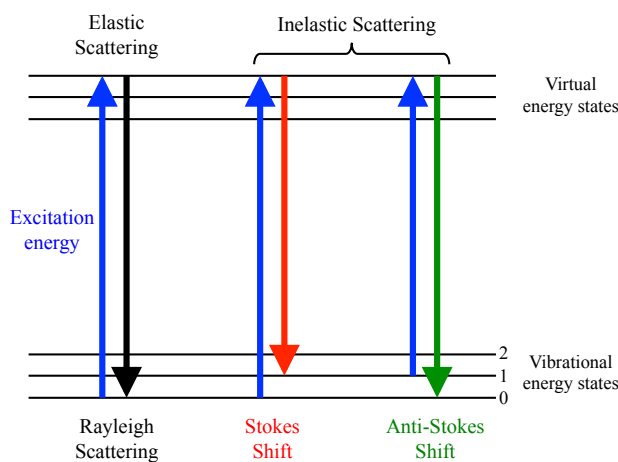 Elastic
Scattering
Inelastic Scattering
Virtual
energy states
Excitation
energy
2
1
0
Vibrational
energy states
Rayleigh
Scattering
Stokes
Shift
Anti-Stokes
Shift